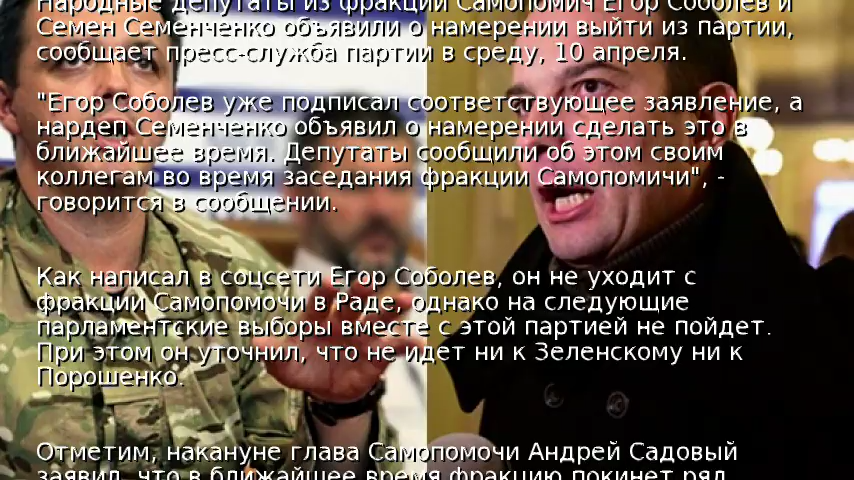 Народные депутаты из фракции Самопомич Егор Соболев и
Семен Семенченко объявили о намерении выйти из партии,
сообщает пресс-служба партии в среду, 10 апреля.
"Егор Соболев уже подписал соответствующее заявление, а
нардеп Семенченко объявил о намерении сделать это в
ближайшее время. Депутаты сообщили об этом своим
коллегам во время заседания фракции Самопомичи", -
говорится в сообщении.
Как написал в соцсети Егор Соболев, он не уходит с
фракции Самопомочи в Раде, однако на следующие
парламентские выборы вместе с этой партией не пойдет.
При этом он уточнил, что не идет ни к Зеленскому ни к
Порошенко.
Отметим, накануне глава Самопомочи Андрей Садовый
заявил, что в ближайшее время фракцию покинет ряд